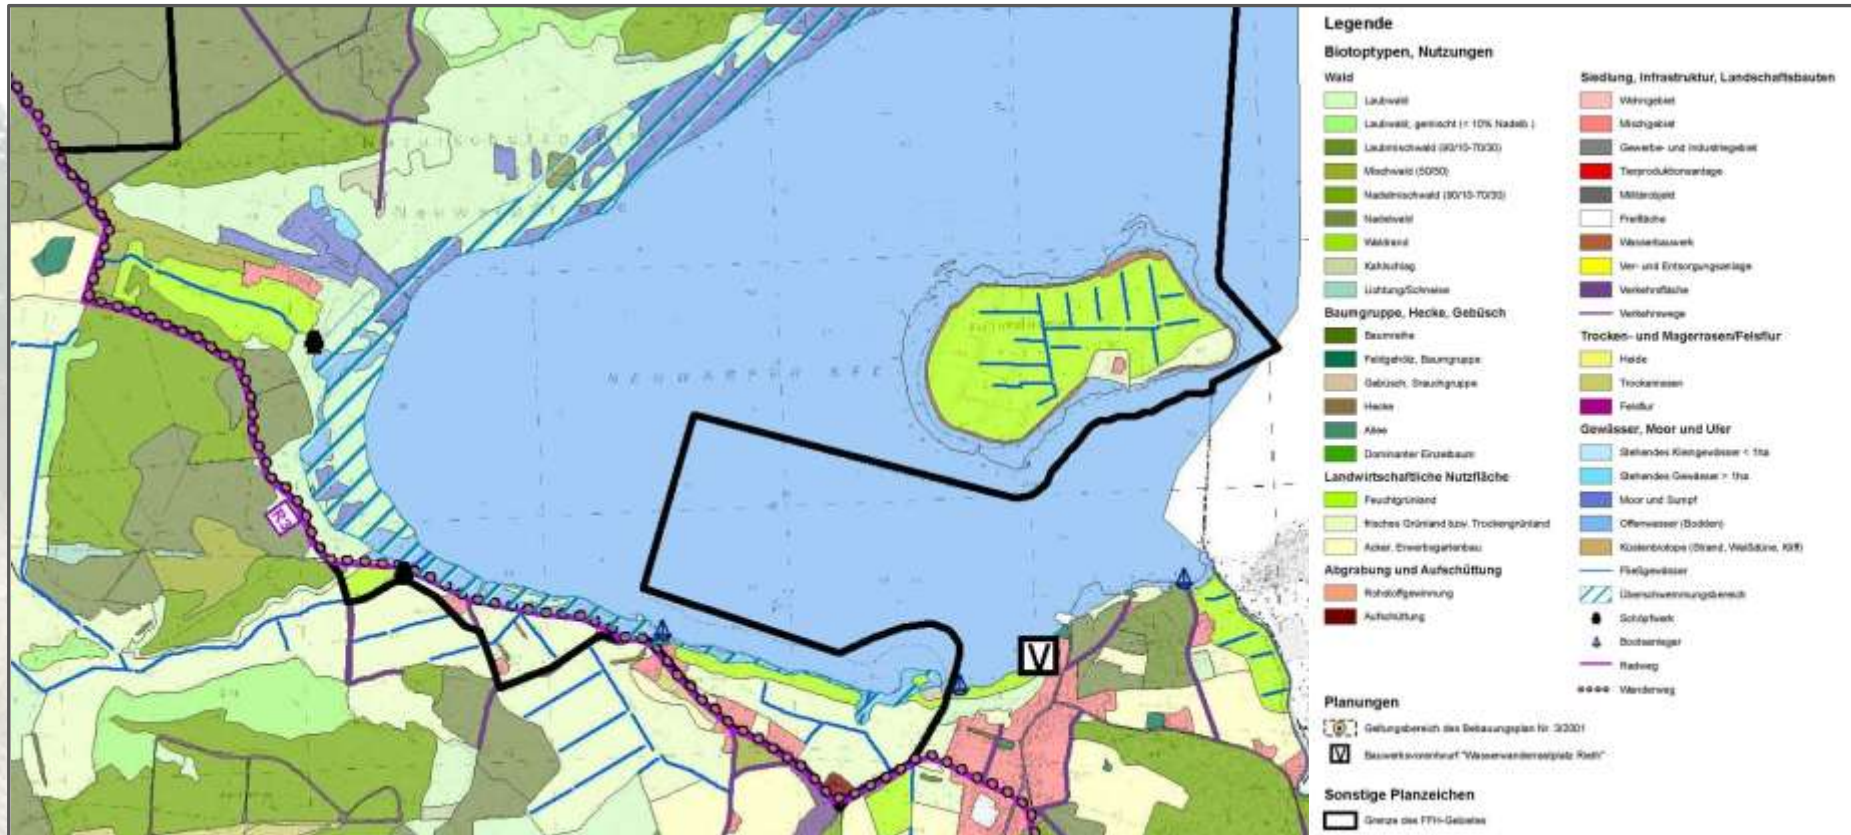 NEUWARPER SEE
R3
V
Legende
Biotoptypen, Nutzungen
Wald
Laubwald
Laubwald, gemischt (< 10% Nadelb.)
Laubmischwald (90/10-70/30)
Mischwald (50/50)
Nadelmischwald (90/10-70/30)
Nadelwald
Waldrand
Kahlschlag
Lichtung/Schneise
Baumgruppe, Hecke, Gebüsch
Baumreihe
Feldgehölz, Baumgruppe
Gebüsch, Strauchgruppe
Hecke
Allee
Dominanter Einzelbaum
Landwirtschaftliche Nutzfläche
Feuchtgrünland
frisches Grünland bzw. Trockengrünland
Acker, Erwerbsgartenbau
Abgrabung und Aufschüttung
Rohstoffgewinnung
Aufschüttung
Siedlung, Infrastruktur, Landschaftsbauten
Wohngebiet
Mischgebiet
Gewerbe- und Industriegebiet
Tierproduktionsanlage
Militärobjekt
Freifläche
Wasserbauwerk
Ver- und Entsorgungsanlage
Verkehrsfläche
Verkehrswege
Trocken- und Magerrasen/Felsflur
Heide
Trockenrasen
Felsflur
Gewässer, Moor und Ufer
Stehendes Kleingewässer < 1ha
Stehendes Gewässer > 1ha
Moor und Sumpf
Offenwasser (Bodden)
Küstenbiotope (Strand, Weißdüne, Kliff)
Fließgewässer
Überschwemmungsbereich
Schöpfwerk
Bootsanleger
Radweg
Wanderweg
Planungen
Geltungsbereich des Bebauungsplan Nr. 3/2001
V
Bauwerksvorentwurf "Wasserwanderrastplatz Rieth"
Sonstige Planzeichen
Grenze des FFH-Gebietes